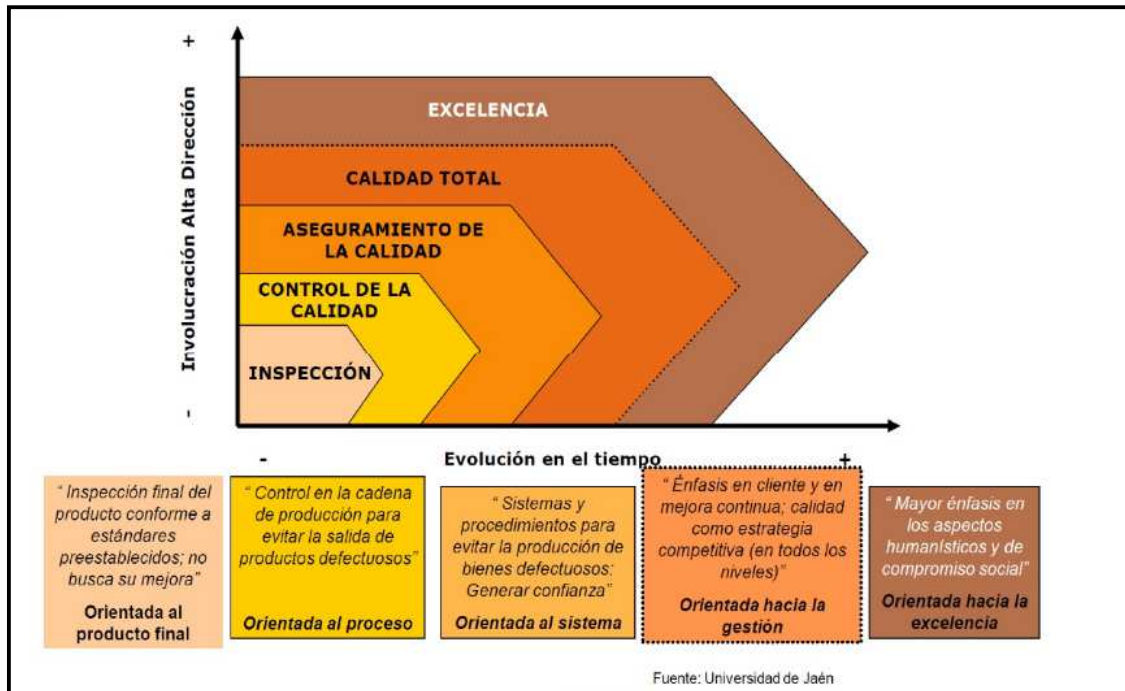 +
Involucración Alta Dirección
-
EXCELENCIA
CALIDAD TOTAL
ASEGURAMIENTO DE
LA CALIDAD
CONTROL DE LA
CALIDAD
INSPECCIÓN
-
Evolución en el tiempo
+
“ Inspección final del
producto conforme a
estándares
preestablecidos; no
busca su mejora”
Orientada al
producto final
“ Control en la cadena
de producción para
evitar la salida de
productos defectuosos”
Orientada al proceso
“ Sistemas y
procedimientos para
evitar la producción de
bienes defectuosos:
Generar confianza”
Orientada al sistema
“ Énfasis en cliente y en
mejora continua; calidad
como estrategia
competitiva (en todos los
niveles)”
Orientada hacia la
gestión
“ Mayor énfasis en
los aspectos
humanísticos y de
compromiso social”
Orientada hacia la
excelencia
Fuente: Universidad de Jaén